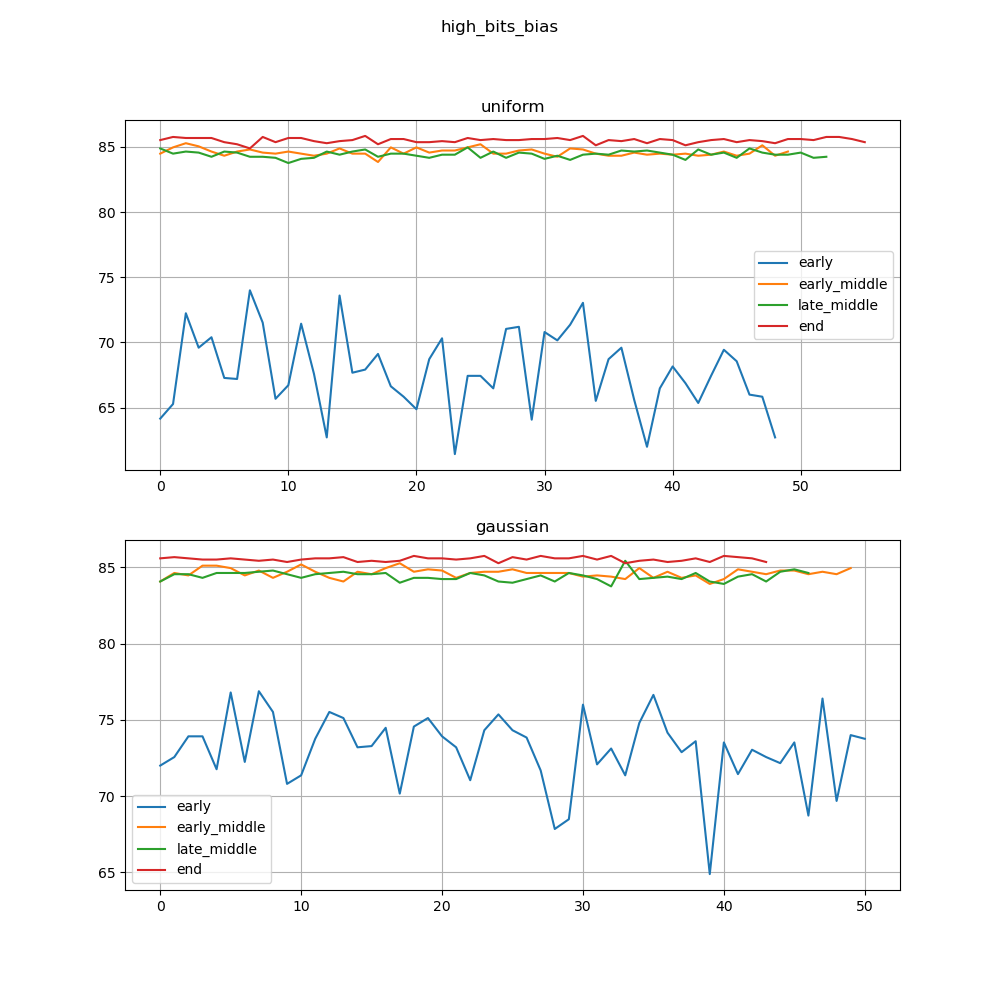 high_bits_bias
uniform
85
80
75
70
65
early
early_middle
late_middle
end
0 10 20 30 40 50
gaussian
85
80
75
70
65
early
early_middle
late_middle
end
0 10 20 30 40 50